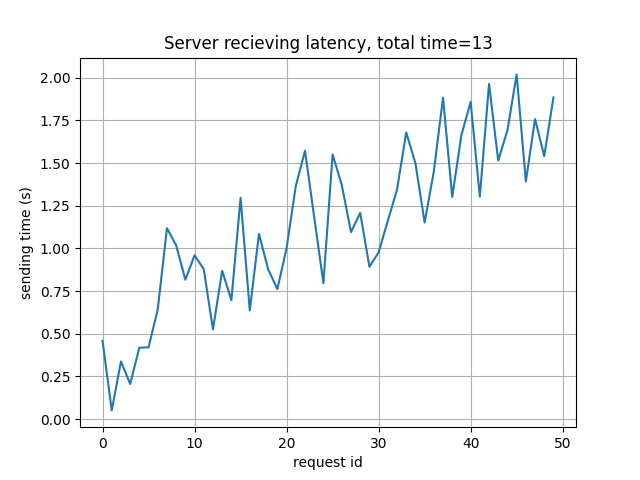 Server recieving latency, total time=13
2.00
1.75
1.50
1.25
1.00
0.75
0.50
0.25
0.00
sending time (s)
0 10 20 30 40 50
request id